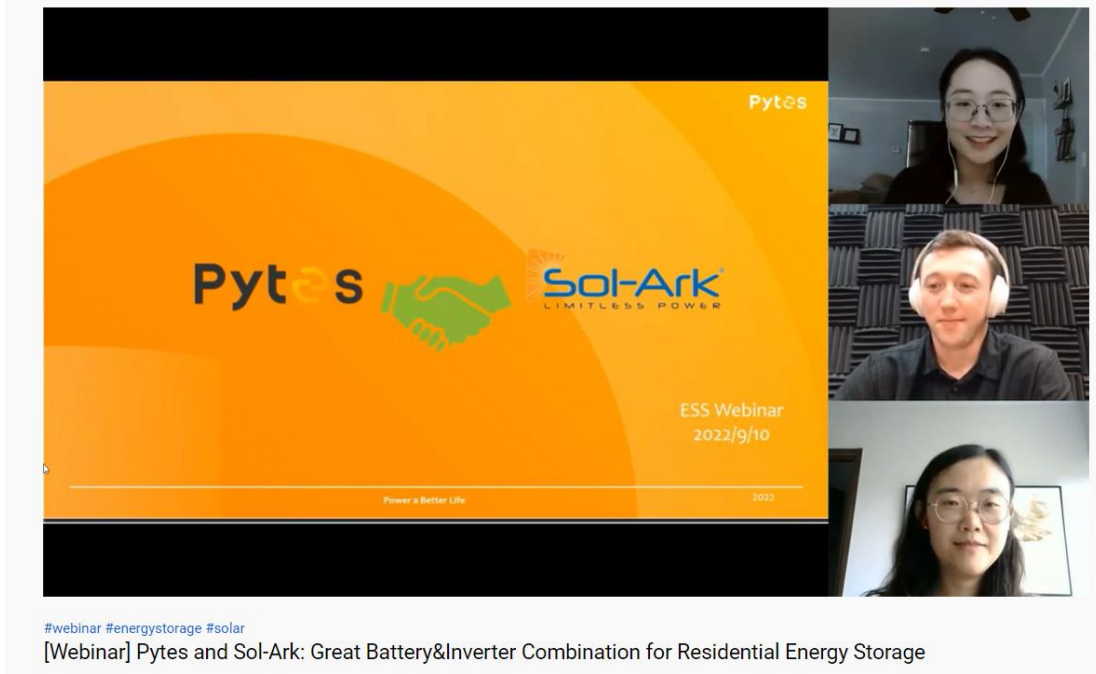 Pytes
Pytes
Sol-Ark®
LIMITLESS POWER
ESS Webinar
2022/9/10
Power a Better Life
2022
#webinar #energystorage #solar
[Webinar] Pytes and Sol-Ark: Great Battery&Inverter Combination for Residential Energy Storage